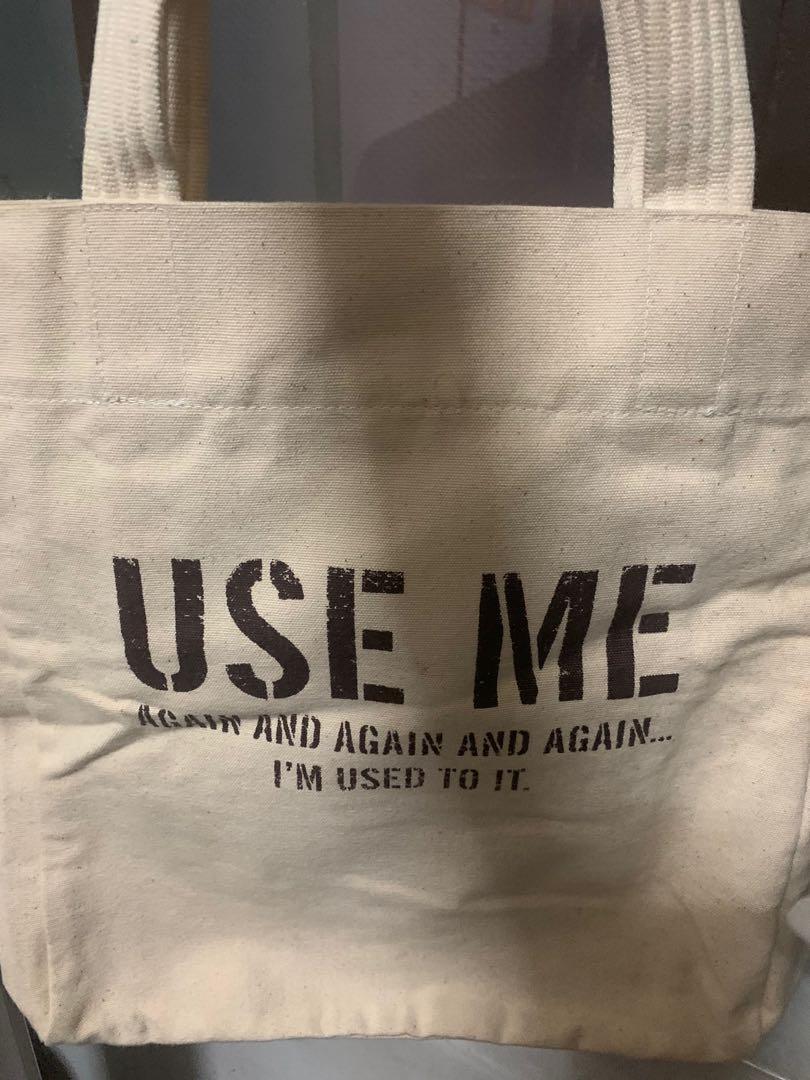 USE ME
AGAIN AND AGAIN AND AGAIN...
I'M USED TO IT.